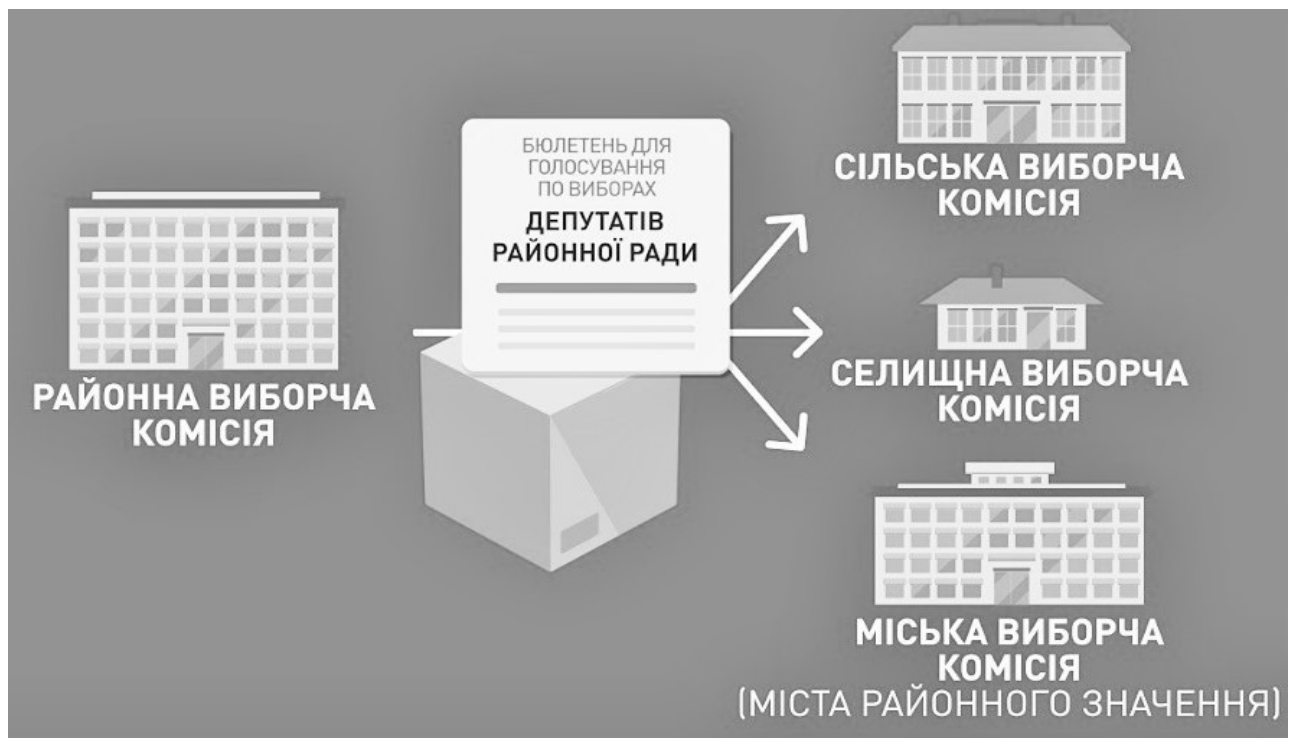 РАЙОННА ВИБОРЧА
КОМІСІЯ
БЮЛЕТЕНЬ ДЛЯ
ГОЛОСУВАННЯ
ПО ВИБОРАХ
ДЕПУТАТІВ
РАЙОННОЇ РАДИ
СІЛЬСЬКА ВИБОРЧА
КОМІСІЯ
СЕЛИЩНА ВИБОРЧА
КОМІСІЯ
МІСЬКА ВИБОРЧА
КОМІСІЯ
(МІСТА РАЙОННОГО ЗНАЧЕННЯ)